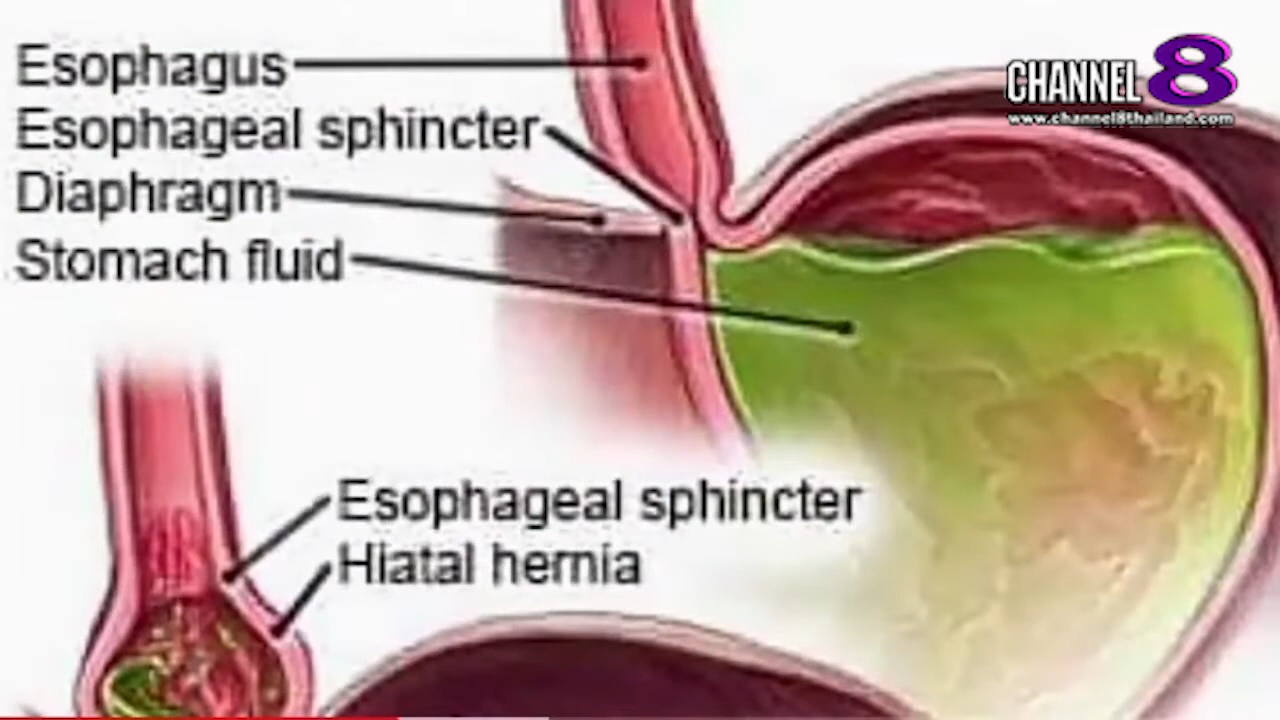 Esophagus
Esophageal sphincter
Diaphragm
Stomach fluid
Esophageal sphincter
Hiatal hernia
CHANNEL 8
www.channel8thailand.com